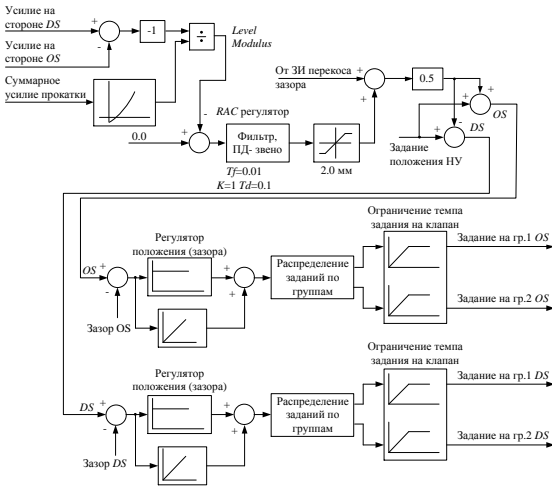 Усилие на
стороне DS
Усилие на
стороне OS
-1
÷
Level
Modulus
Суммарное
усилие прокатки
От ЗИ перекоса
зазора
0.5
OS
DS
Задание
положения НУ
RAC регулятор
0.0
Фильтр,
ПД- звено
Tf=0.01
K=1 Td=0.1
2.0 мм
Регулятор
положения (зазора)
OS
Зазор OS
Распределение
заданий по
группам
Ограничение темпа
задания на клапан
Задание на гр.1 OS
Задание на гр.2 OS
Регулятор
положения (зазора)
DS
Зазор DS
Распределение
заданий по
группам
Ограничение темпа
задания на клапан
Задание на гр.1 DS
Задание на гр.2 DS